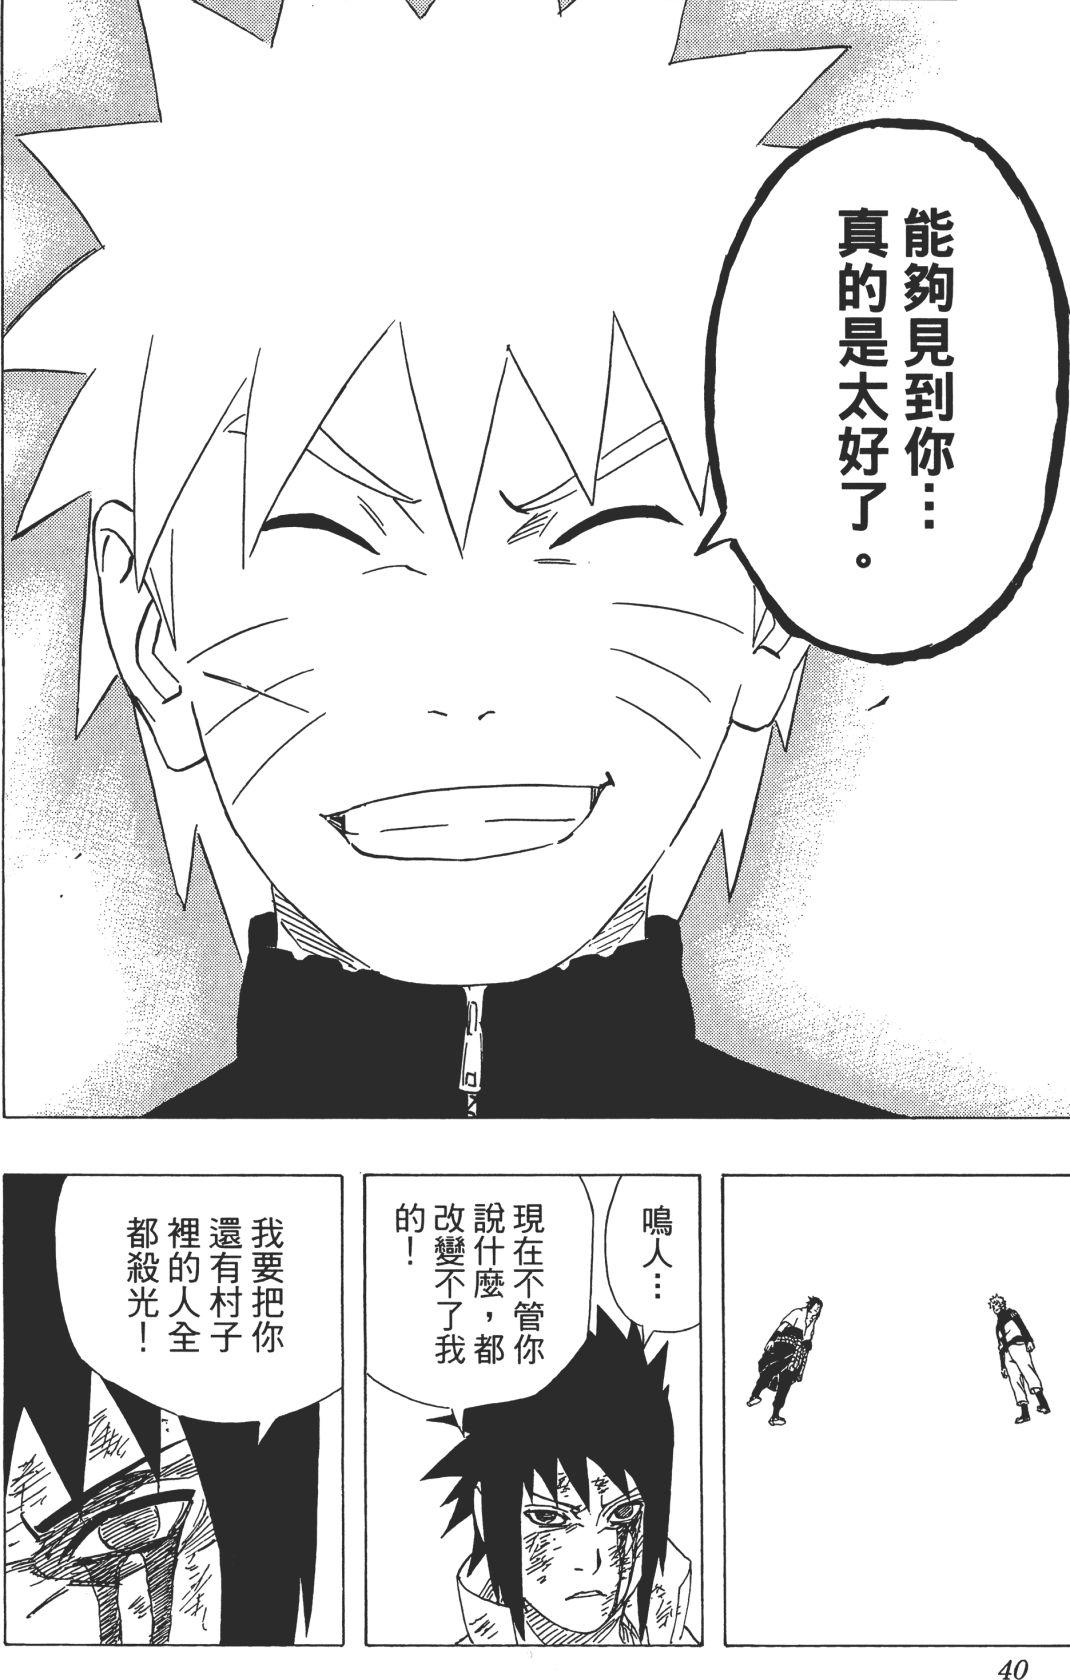 能夠見到你…
真的是太好了。
鳴人…
現在不管你
說什麼，都
改變不了我
的！
我要把你
還有村子
裡的人全
都殺光！
40